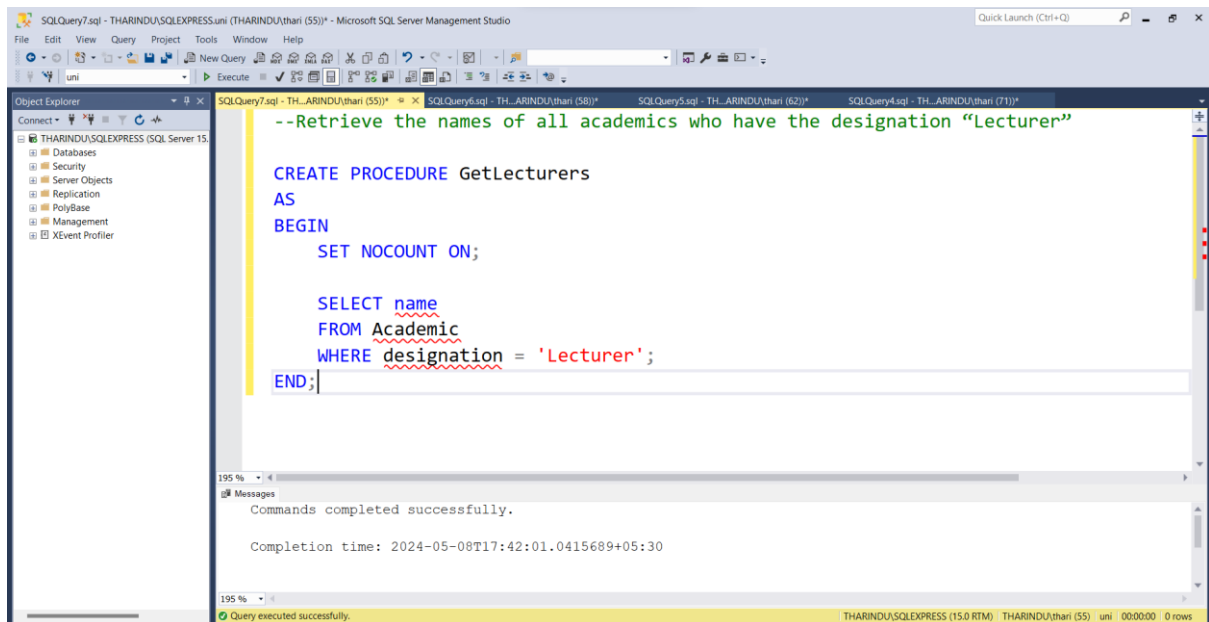 SQLQuery7.sql - THARINDU\SQLEXPRESS.uni (THARINDU\thari (55))* - Microsoft SQL Server Management Studio
Quick Launch (Ctrl+Q)
File Edit View Query Project Tools Window Help
New Query
uni
Execute
Object Explorer
SQLQuery7.sql - TH...ARINDU\thari (55))*
SQLQuery6.sql - TH...ARINDU\thari (58))*
SQLQuery5.sql - TH...ARINDU\thari (62))*
SQLQuery4.sql - TH...ARINDU\thari (71))*
Connect
THARINDU\SQLEXPRESS (SQL Server 15.
Databases
Security
Server Objects
Replication
PolyBase
Management
XEvent Profiler
--Retrieve the names of all academics who have the designation “Lecturer”
CREATE PROCEDURE GetLecturers
AS
BEGIN
SET NOCOUNT ON;
SELECT name
FROM Academic
WHERE designation = 'Lecturer';
END;
195 %
Messages
Commands completed successfully.
Completion time: 2024-05-08T17:42:01.0415689+05:30
195 %
Query executed successfully.
THARINDU\SQLEXPRESS (15.0 RTM) THARINDU\thari (55) uni 00:00:00 0 rows